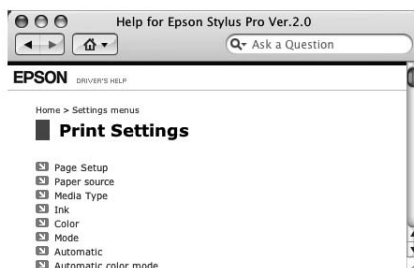 Help for Epson Stylus Pro Ver.2.0
Ask a Question
EPSON DRIVER'S HELP
Home > Settings menus
Print Settings
Page Setup
Paper source
Media Type
Ink
Color
Mode
Automatic
Automatic color mode